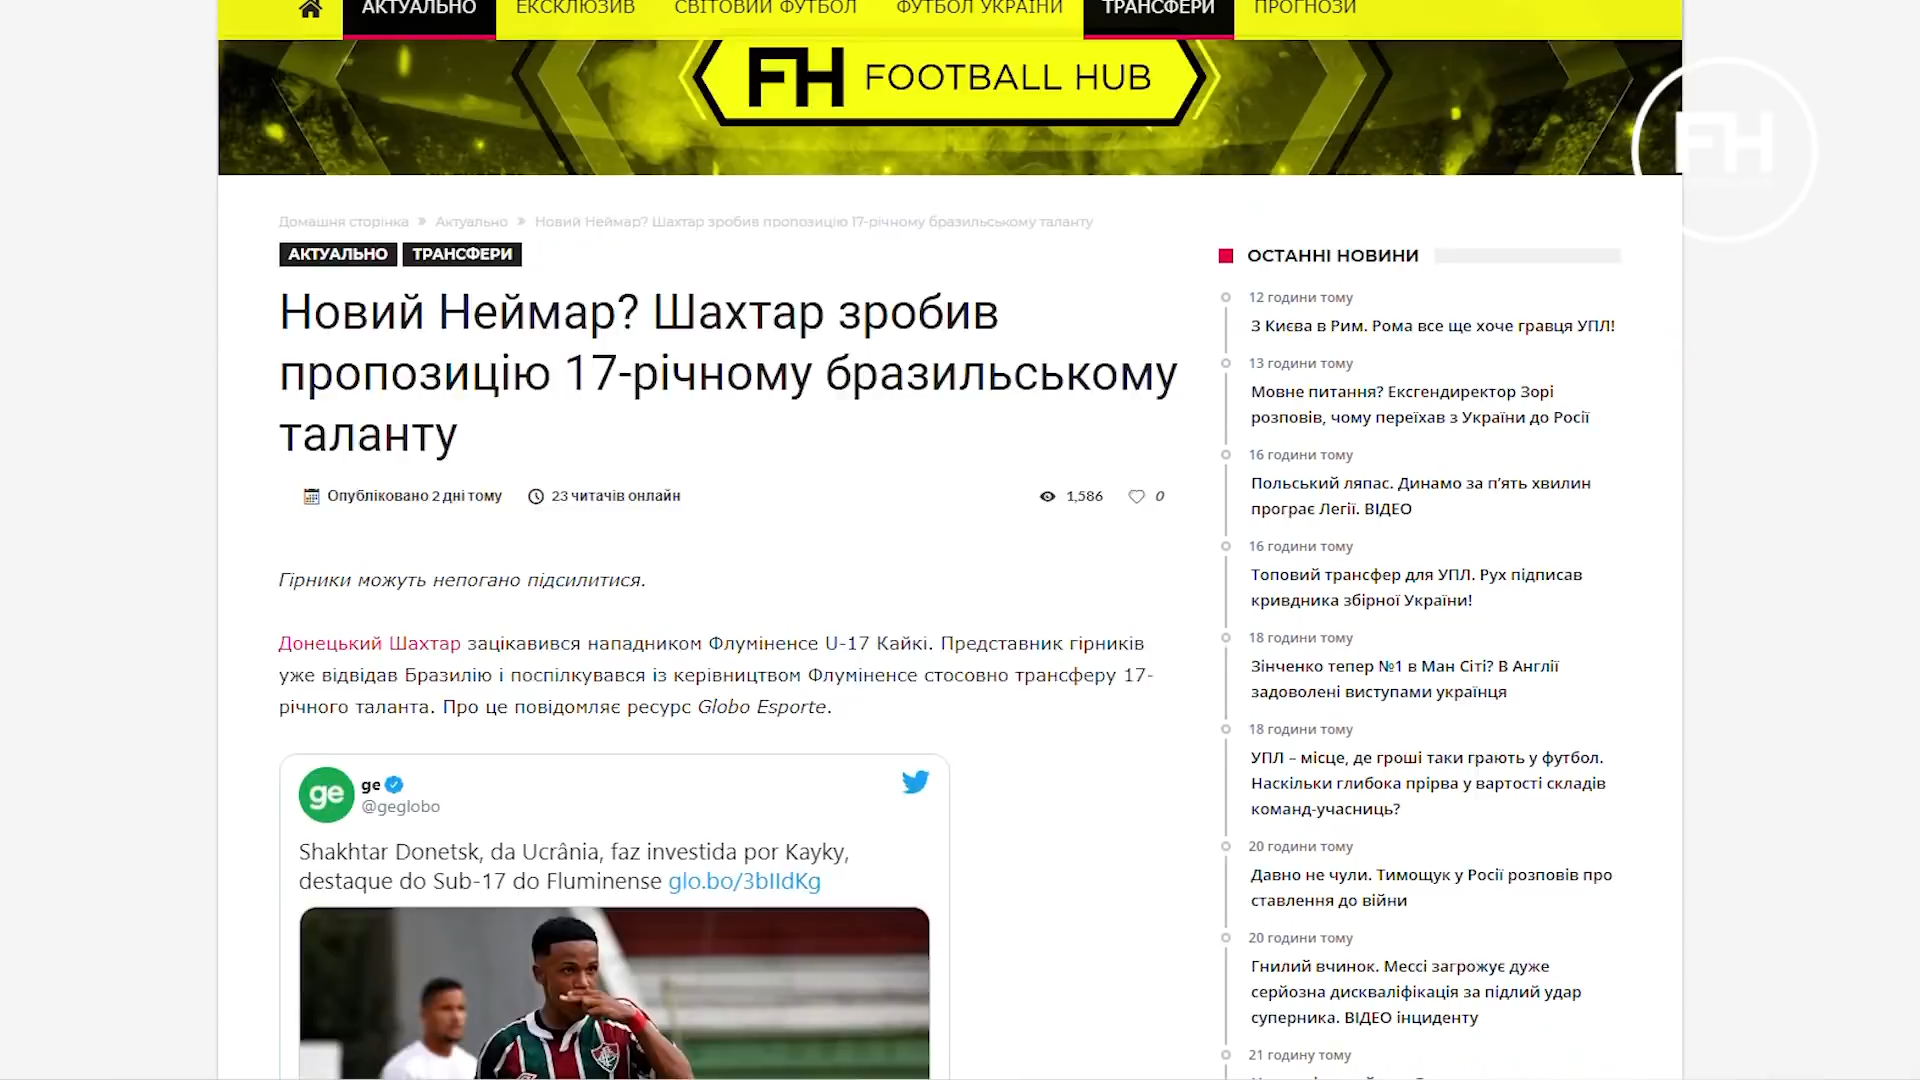 АКТУАЛЬНО ЕКСКЛЮЗИВ СВІТОВИЙ ФУТБОЛ ФУТБОЛ УКРАЇНИ ТРАНСФЕРИ ПРОГНОЗИ
FH FOOTBALL HUB
FH
Домашня сторінка » Актуально » Новий Неймар? Шахтар зробив пропозицію 17-річному бразильському таланту
АКТУАЛЬНО ТРАНСФЕРИ
Новий Неймар? Шахтар зробив
пропозицію 17-річному бразильському
таланту
Опубліковано 2 дні тому 23 читачів онлайн 1,586 0
Гірники можуть непогано підсилитися.
Донецький Шахтар зацікавився нападником Флуміненсе U-17 Кайкі. Представник гірників
уже відвідав Бразилію і поспілкувався із керівництвом Флуміненсе стосовно трансферу 17-
річного таланта. Про це повідомляє ресурс Globo Esporte.
ge
ge
@geglobo
Shakhtar Donetsk, da Ucrânia, faz investida por Kayky,
destaque do Sub-17 do Fluminense glo.bo/3bIIdKg
ОСТАННІ НОВИНИ
12 години тому
З Києва в Рим. Рома все ще хоче гравця УПЛ!
13 години тому
Мовне питання? Ексгендиректор Зорі
розповів, чому переїхав з України до Росії
16 години тому
Польський ляпас. Динамо за п'ять хвилин
програє Легії. ВІДЕО
16 години тому
Топовий трансфер для УПЛ. Рух підписав
кривдника збірної України!
18 години тому
Зінченко тепер №1 в Ман Сіті? В Англії
задоволені виступами українця
18 години тому
УПЛ – місце, де гроші таки грають у футбол.
Наскільки глибока прірва у вартості складів
команд-учасниць?
20 години тому
Давно не чули. Тимощук у Росії розповів про
ставлення до війни
20 години тому
Гнилий вчинок. Мессі загрожує дуже
серйозна дискваліфікація за підлий удар
суперника. ВІДЕО інциденту
21 годину тому